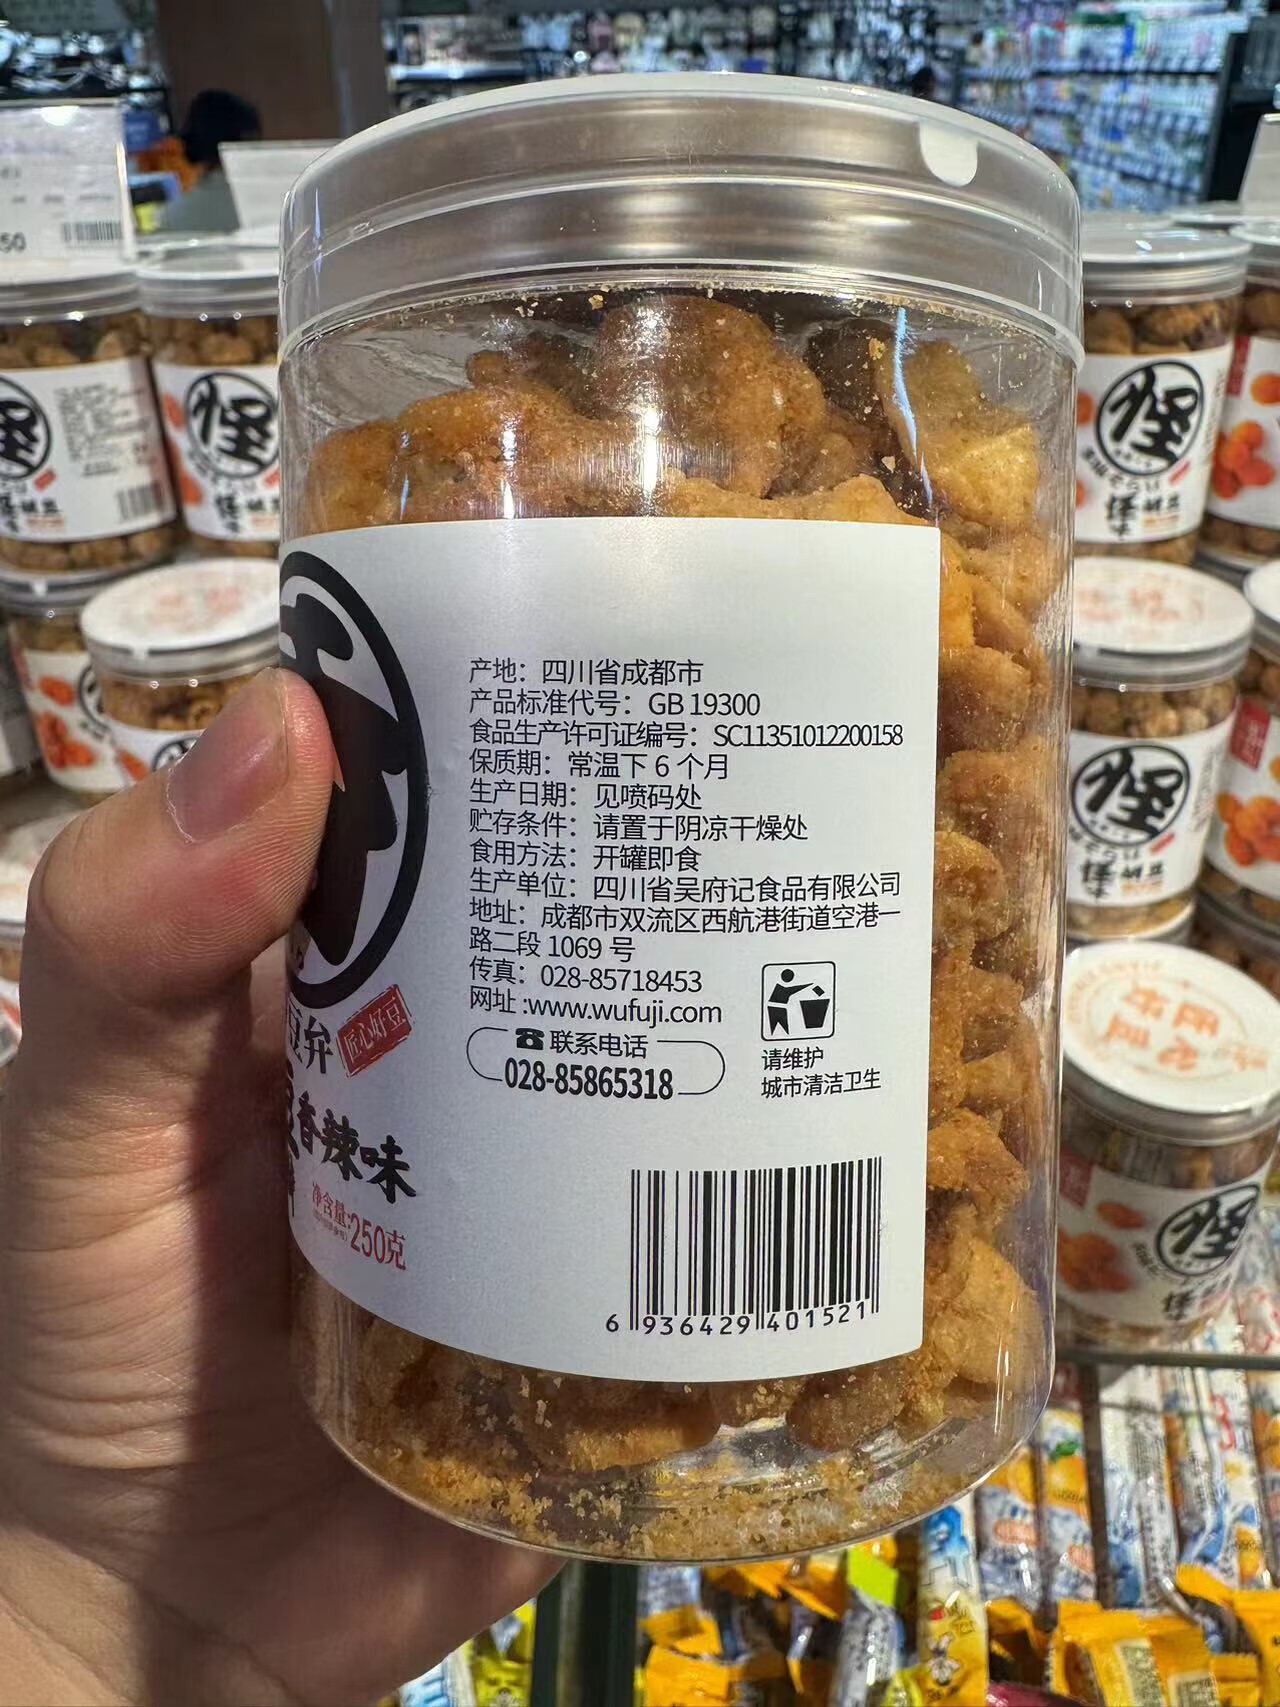 产地：四川省成都市
产品标准代号：GB 19300
食品生产许可证编号：SC11351012200158
保质期：常温下 6 个月
生产日期：见喷码处
贮存条件：请置于阴凉干燥处
食用方法：开罐即食
生产单位：四川省吴府记食品有限公司
地址：成都市双流区西航港街道空港一
路二段 1069 号
传真：028-85718453
网址:www.wufuji.com
☎联系电话
028-85865318
请维护
城市清洁卫生
豆弁
匠心好豆
香辣味
净含量:250克
6 936429 401521
怪
怪
怪
怪
怪
50